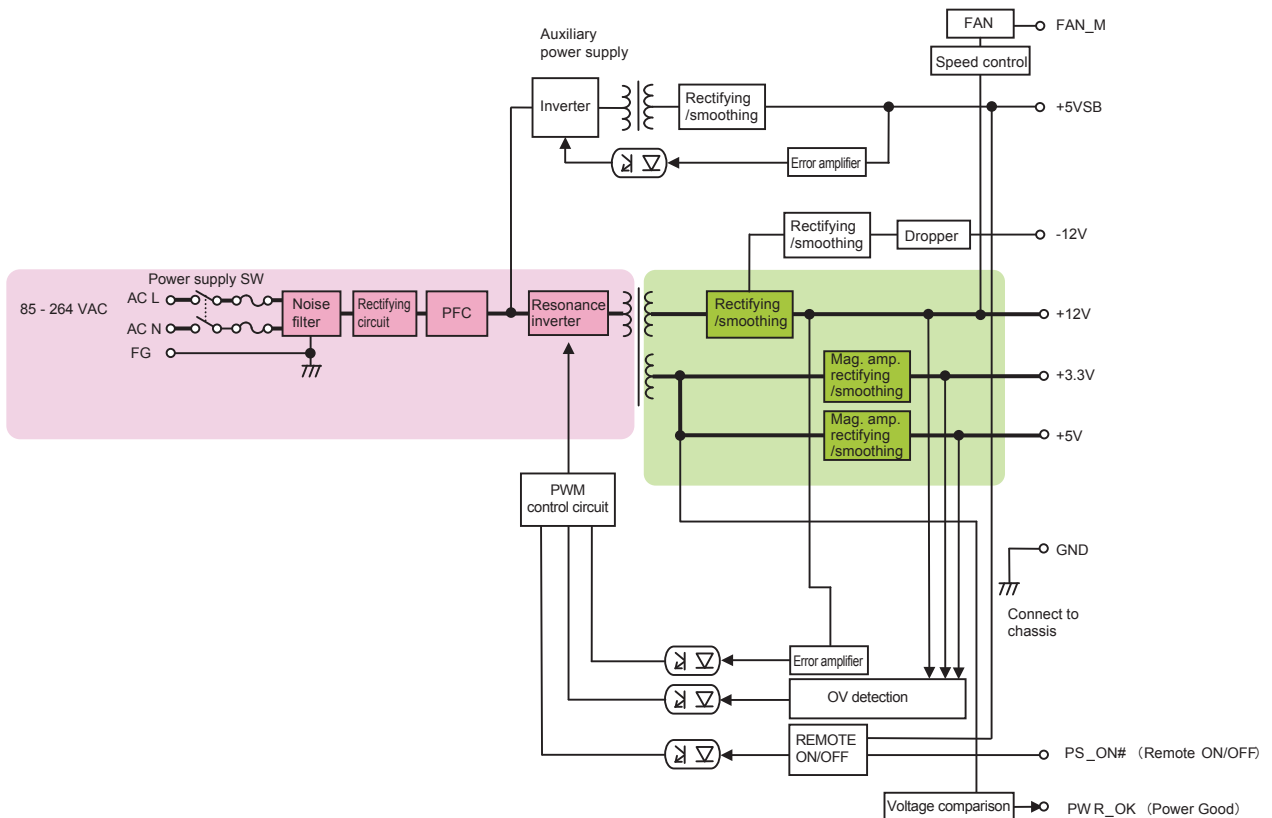 FAN
FAN_M
Auxiliary
power supply
Speed control
Inverter
Rectifying
/smoothing
+5VSB
Error amplifier
Rectifying
/smoothing
Dropper
-12V
Power supply SW
85 - 264 VAC
AC L
AC N
FG
Noise
filter
Rectifying
circuit
PFC
Resonance
inverter
Rectifying
/smoothing
+12V
Mag. amp.
rectifying
/smoothing
+3.3V
Mag. amp.
rectifying
/smoothing
+5V
PWM
control circuit
GND
Connect to
chassis
Error amplifier
OV detection
REMOTE
ON/OFF
PS_ON# (Remote ON/OFF)
Voltage comparison
PW R_OK (Power Good)